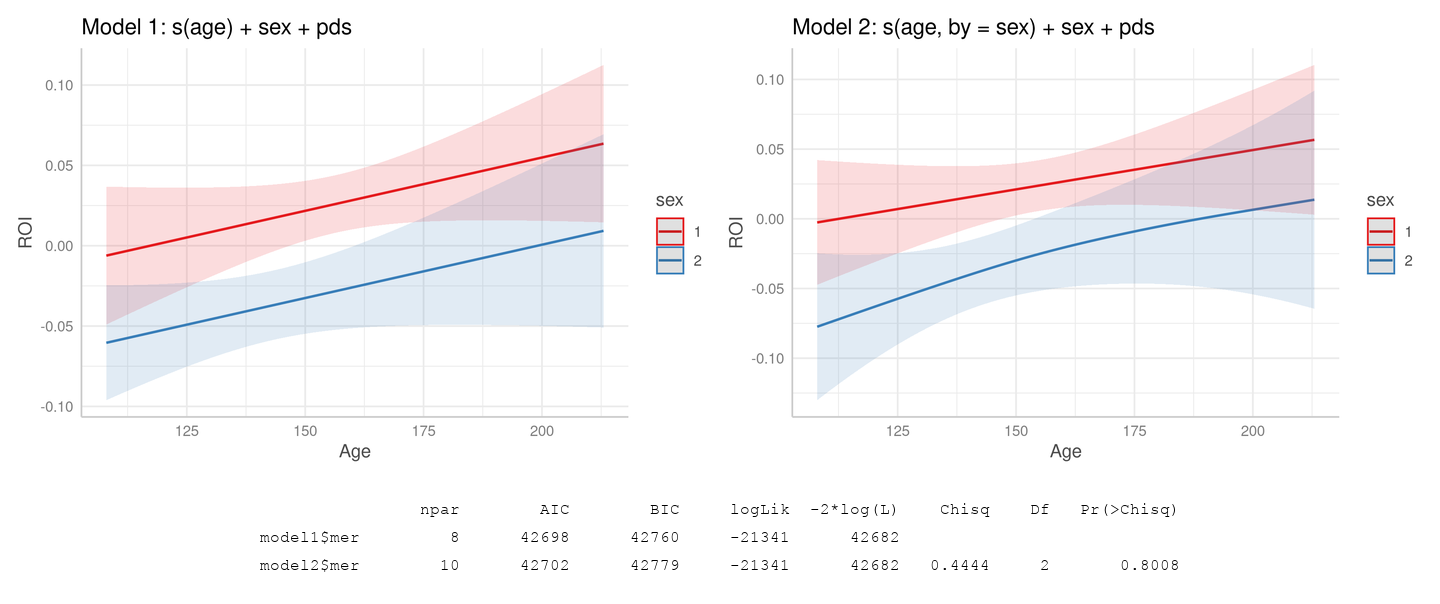 Model 1: s(age) + sex + pds
0.10
0.05
0.00
-0.05
-0.10
ROI
125 150 175 200
Age
sex
1
2
Model 2: s(age, by = sex) + sex + pds
0.10
0.05
0.00
-0.05
-0.10
ROI
125 150 175 200
Age
sex
1
2
npar AIC BIC logLik -2*log(L) Chisq Df Pr(>Chisq)
model1$mer 8 42698 42760 -21341 42682
model2$mer 10 42702 42779 -21341 42682 0.4444 2 0.8008